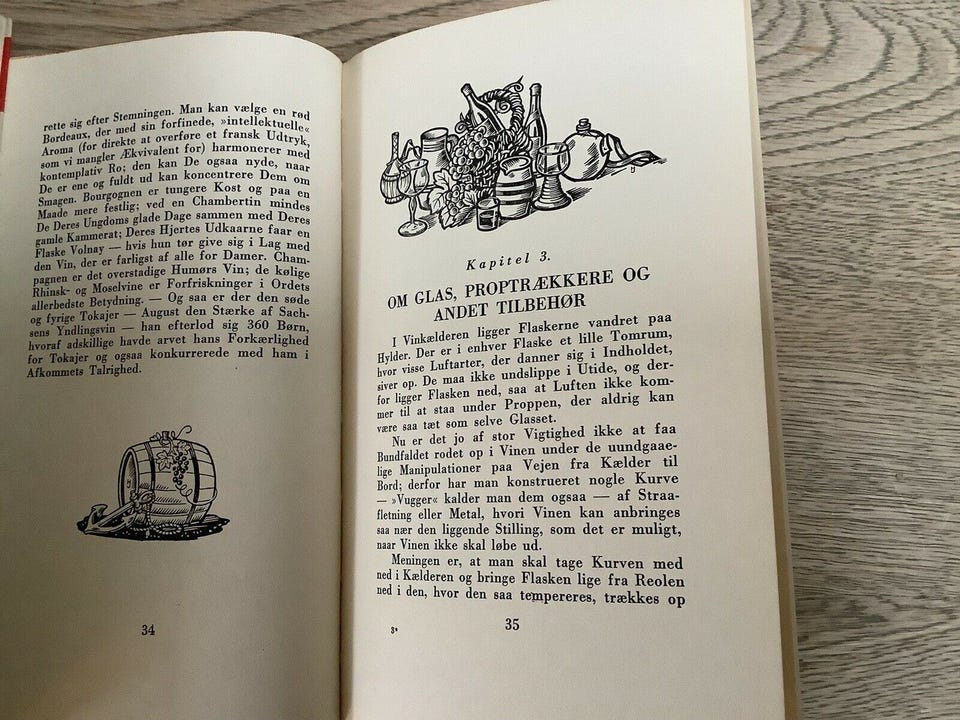 rette sig efter Stemningen. Man kan vælge en rød
Bordeaux, der med sin forfinede, »intellektuelle«
Aroma (for direkte at overføre et fransk Udtryk,
som vi mangler Ækvivalent for) harmonerer med
kontemplativ Ro; den kan De ogsaa nyde, naar
De er ene og fuldt ud kan koncentrere Dem om
Smagen. Bourgognen er tungere Kost og paa en
Maade mere festlig; ved en Chambertin mindes
De Deres Ungdoms glade Dage sammen med Deres
gamle Kammerat; Deres Hjertes Udkaarne faar en
Flaske Volnay — hvis hun tør give sig i Lag med
den Vin, der er farligst af alle for Damer. Cham-
pagnen er det overstadige Humørs Vin; de kølige
Rhinsk- og Moselvine er Forfriskninger i Ordets
allerbedste Betydning. — Og saa er der den søde
og fyrige Tokajer — August den Stærke af Sach-
sens Yndlingsvin — han efterlod sig 360 Børn,
hvoraf adskillige havde arvet hans Forkærlighed
for Tokajer og ogsaa konkurrerede med ham i
Afkommets Talrighed.
34
Kapitel 3.
OM GLAS, PROPTRÆKKERE OG
ANDET TILBEHØR
I Vinkælderen ligger Flaskerne vandret paa
Hylder. Der er i enhver Flaske et lille Tomrum,
hvor visse Luftarter, der danner sig i Indholdet,
siver op. De maa ikke undslippe i Utide, og der-
for ligger Flasken ned, saa at Luften ikke kom-
mer til at staa under Proppen, der aldrig kan
være saa tæt som selve Glasset.
Nu er det jo af stor Vigtighed ikke at faa
Bundfaldet rodet op i Vinen under de uundgaae-
lige Manipulationer paa Vejen fra Kælder til
Bord; derfor har man konstrueret nogle Kurve
— »Vugger« kalder man dem ogsaa — af Straa-
fletning eller Metal, hvori Vinen kan anbringes
saa nær den liggende Stilling, som det er muligt,
naar Vinen ikke skal løbe ud.
Meningen er, at man skal tage Kurven med
ned i Kælderen og bringe Flasken lige fra Reolen
ned i den, hvor den saa tempereres, trækkes op
3*
35